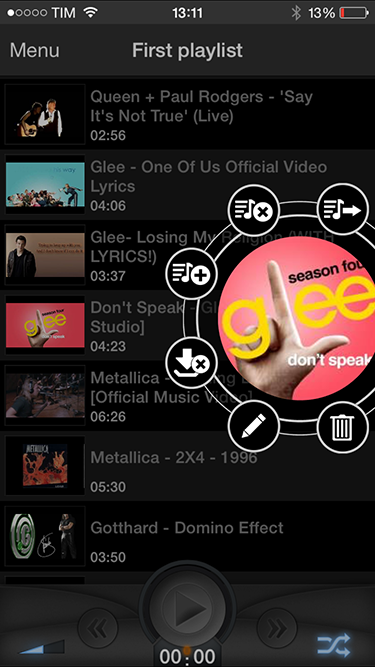 TIM 13:11 13%
Menu First playlist
Queen + Paul Rodgers - 'Say
It's Not True' (Live)
02:56
Glee - One Of Us Official Video
Lyrics
04:06
Glee- Losing My Religion (WITH
LYRICS!)
03:37
Don't Speak - Gl
Studio]
04:23
Metallica -
[Official Music Video]
06:26
Metallica - 2X4 - 1996
05:30
Gotthard - Domino Effect
03:50
season fou
glee
don't speak
00:00